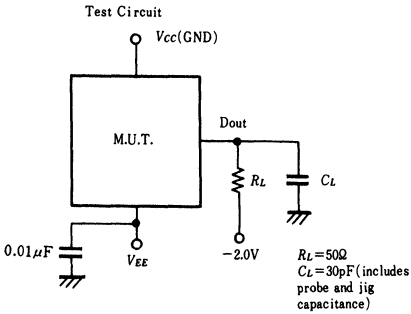 Test Circuit
Vcc(GND)
M.U.T.
Dout
RL
CL
0.01μF
VEE
−2.0V
RL=50Ω
CL=30pF(includes
probe and jig
capacitance)